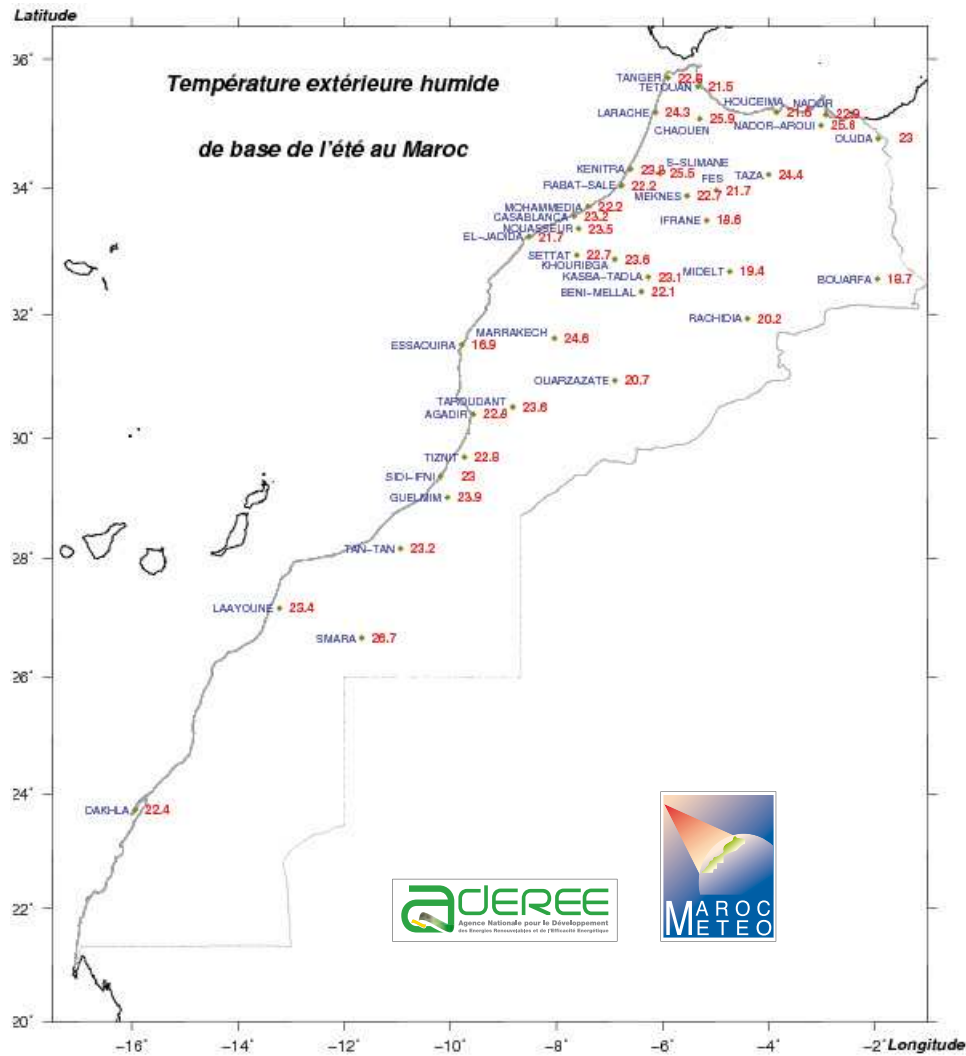 Latitude
36°
Température extérieure humide
de base de l'été au Maroc
TANGER 22.8
TETOUAN 21.5
HOUCEIMA 21.6
NADOR 22.9
LARACHE 24.3
CHAOUEN 25.9
NADOR-AROUI 25.6
OUJDA 23
34°
KENITRA 23.8
S-SLIMANE 25.5
FES 21.7
TAZA 24.4
RABAT-SALE 22.2
MEKNES 22.7
MOHAMMEDIA 22.2
CASABLANCA 23.2
IFRANE 18.6
NOUASSEUR 23.5
EL-JADIDA 21.7
SETTAT 22.7
KHOURIBGA 23.6
KASBA-TADLA 23.1
MIDELT 19.4
BOUARFA 18.7
BENI-MELLAL 22.1
32°
RACHIDIA 20.2
MARRAKECH 24.6
ESSAOUIRA 16.9
OUARZAZATE 20.7
TAROUDANT 23.6
AGADIR 22.8
30°
TIZNIT 22.8
SIDI-IFNI 23
GUELMIM 23.9
28°
TAN-TAN 23.2
LAAYOUNE 23.4
SMARA 26.7
26°
24°
DAKHLA 22.4
aDEREE
Agence Nationale pour le Développement
des Energies Renouvelables et de l'Efficacité Energétique
MAROC
METEO
22°
20°
-16° -14° -12° -10° -8° -6° -4° -2° Longitude